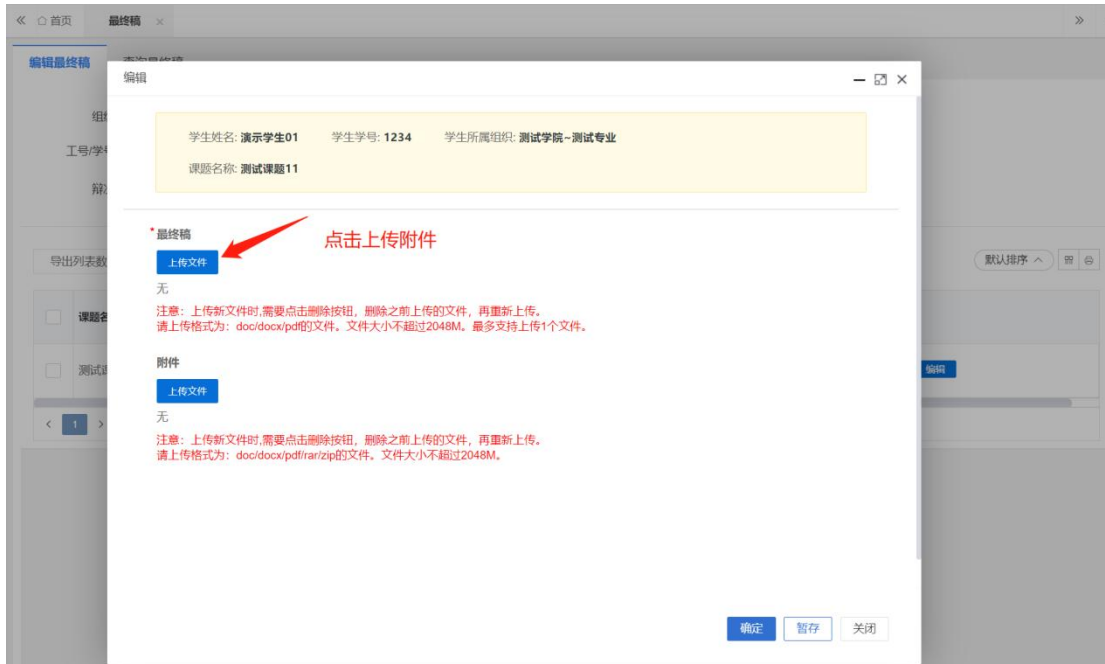 首页 最终稿
编辑最终稿
编辑
学生姓名: 演示学生01 学生学号: 1234 学生所属组织: 测试学院~测试专业
工号/学
课题名称: 测试课题11
*最终稿
点击上传附件
上传文件
导出列表数
默认排序
无
注意：上传新文件时,需要点击删除按钮，删除之前上传的文件，再重新上传。
请上传格式为：doc/docx/pdf的文件。文件大小不超过2048M。最多支持上传1个文件。
课题名
附件
测试课
编辑
上传文件
无
1
注意：上传新文件时,需要点击删除按钮，删除之前上传的文件，再重新上传。
请上传格式为：doc/docx/pdf/rar/zip的文件。文件大小不超过2048M。
确定 暂存 关闭